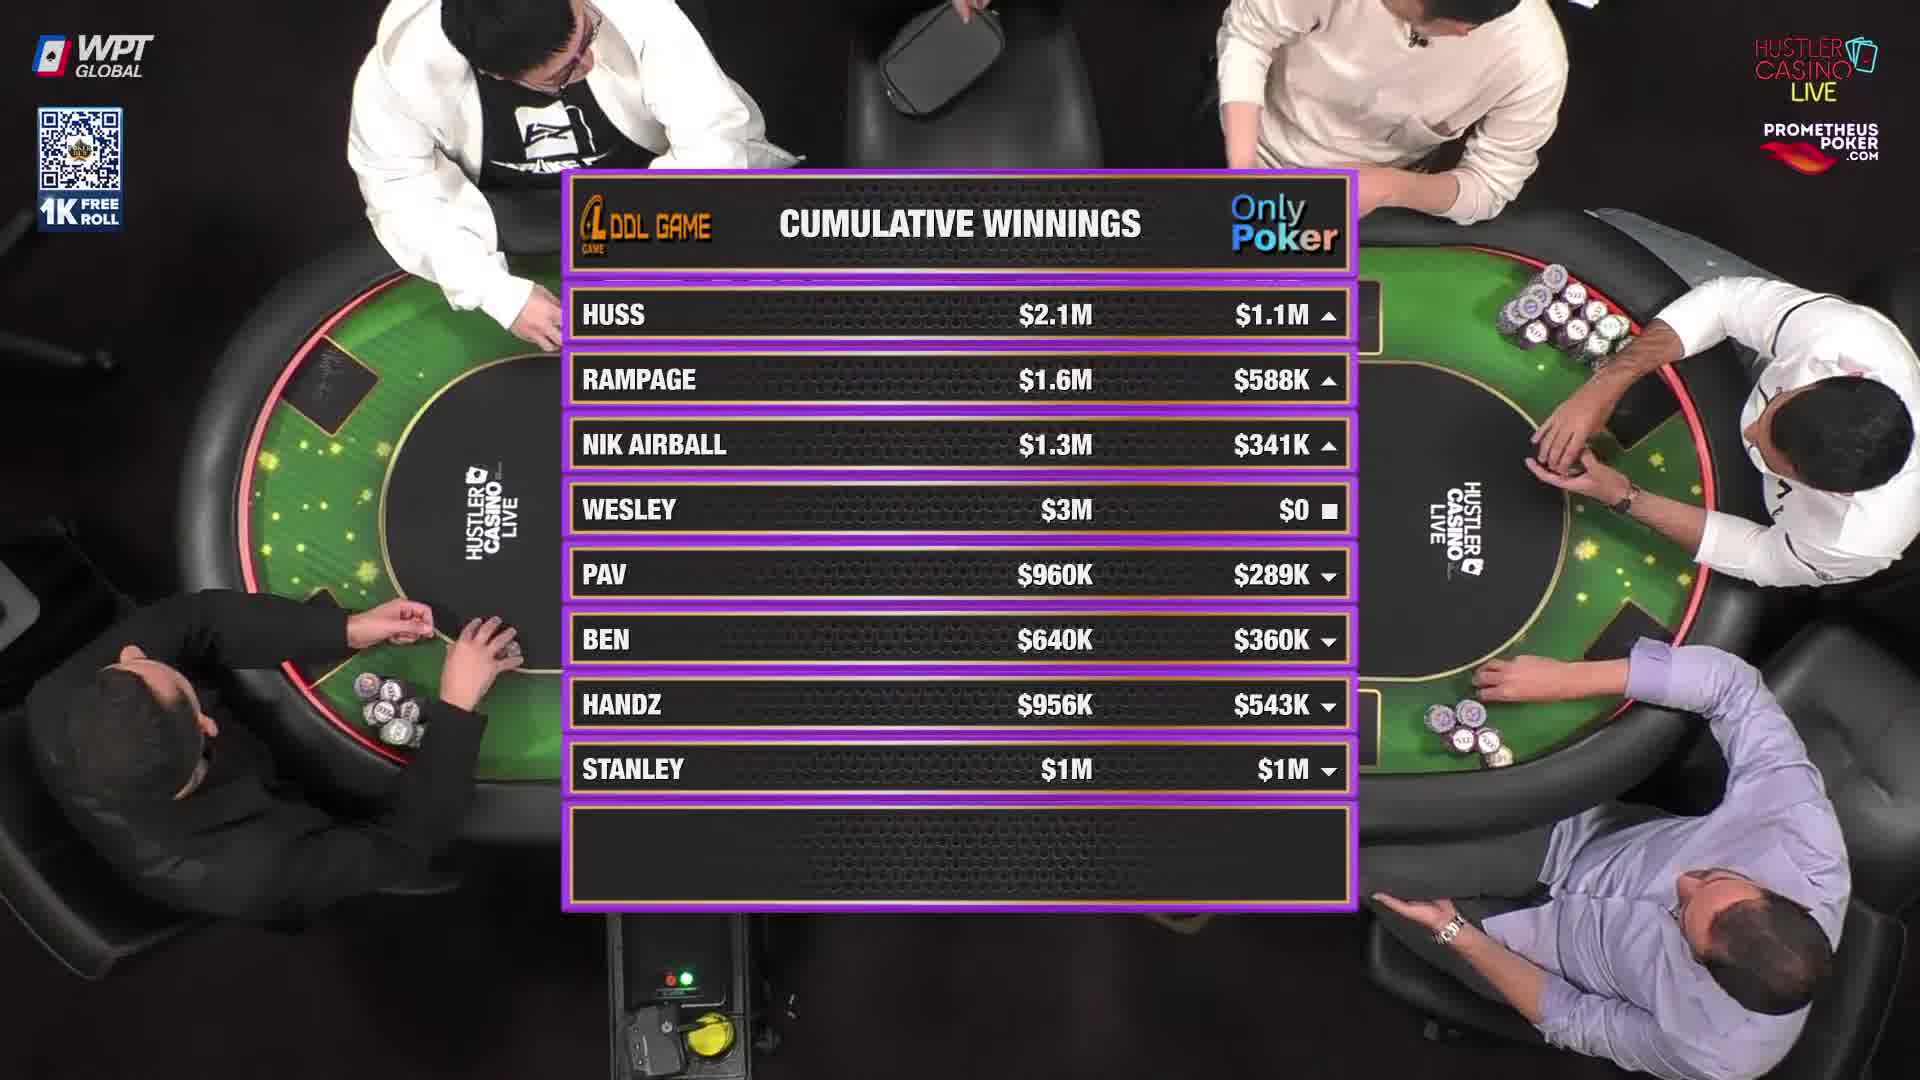 WPT
GLOBAL
1K FREE ROLL
HUSTLER
CASINO
LIVE
PROMETHEUS
POKER
.COM
DDL GAME
GAME
CUMULATIVE WINNINGS
Only
Poker
HUSS $2.1M $1.1M
RAMPAGE $1.6M $588K
NIK AIRBALL $1.3M $341K
WESLEY $3M $0
PAV $960K $289K
BEN $640K $360K
HANDZ $956K $543K
STANLEY $1M $1M
HUSTLER
CASINO
LIVE
HUSTLER
CASINO
LIVE